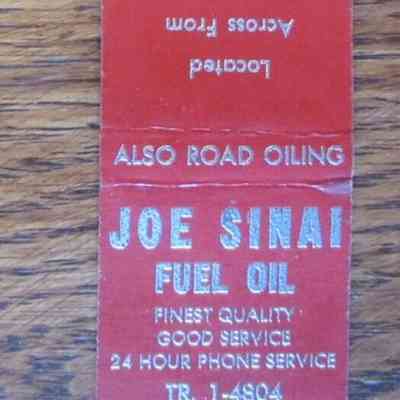 Located
Across From
ALSO ROAD OILING
JOE SINAI
FUEL OIL
FINEST QUALITY
GOOD SERVICE
24 HOUR PHONE SERVICE
TR. 1-4804